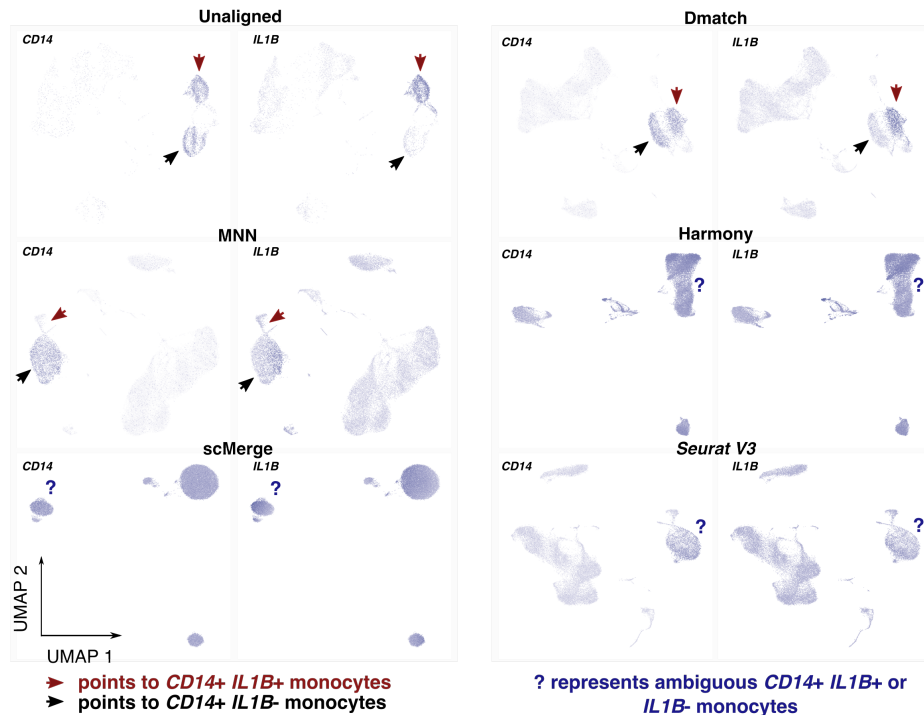 Unaligned
CD14
IL1B
Dmatch
CD14
IL1B
MNN
CD14
IL1B
Harmony
CD14
IL1B
?
?
scMerge
CD14
IL1B
?
?
Seurat V3
CD14
IL1B
?
?
UMAP 2
UMAP 1
points to CD14+ IL1B+ monocytes
points to CD14+ IL1B- monocytes
? represents ambiguous CD14+ IL1B+ or
IL1B- monocytes